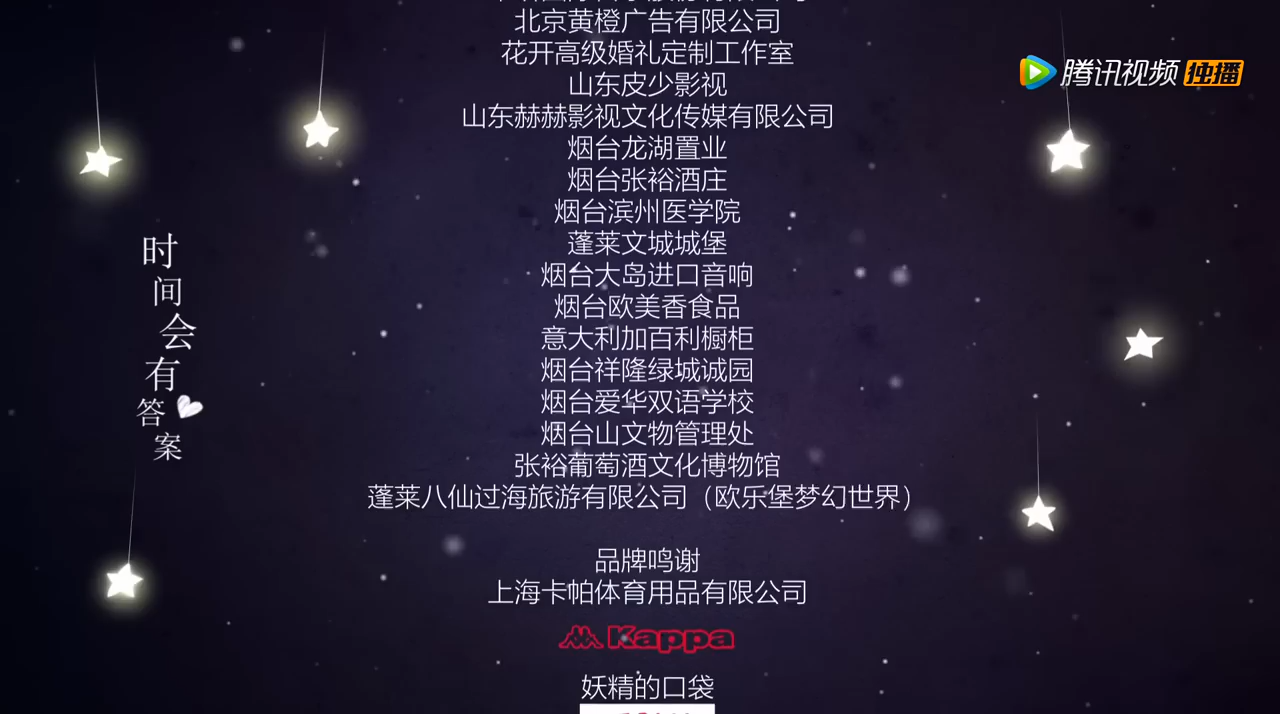 北京黄橙广告有限公司
花开高级婚礼定制工作室
山东皮少影视
山东赫赫影视文化传媒有限公司
烟台龙湖置业
烟台张裕酒庄
烟台滨州医学院
蓬莱文城城堡
烟台大岛进口音响
烟台欧美香食品
意大利加百利橱柜
烟台祥隆绿城诚园
烟台爱华双语学校
烟台山文物管理处
张裕葡萄酒文化博物馆
蓬莱八仙过海旅游有限公司（欧乐堡梦幻世界）
品牌鸣谢
上海卡帕体育用品有限公司
Kappa
妖精的口袋
时间会有答案
腾讯视频 独播